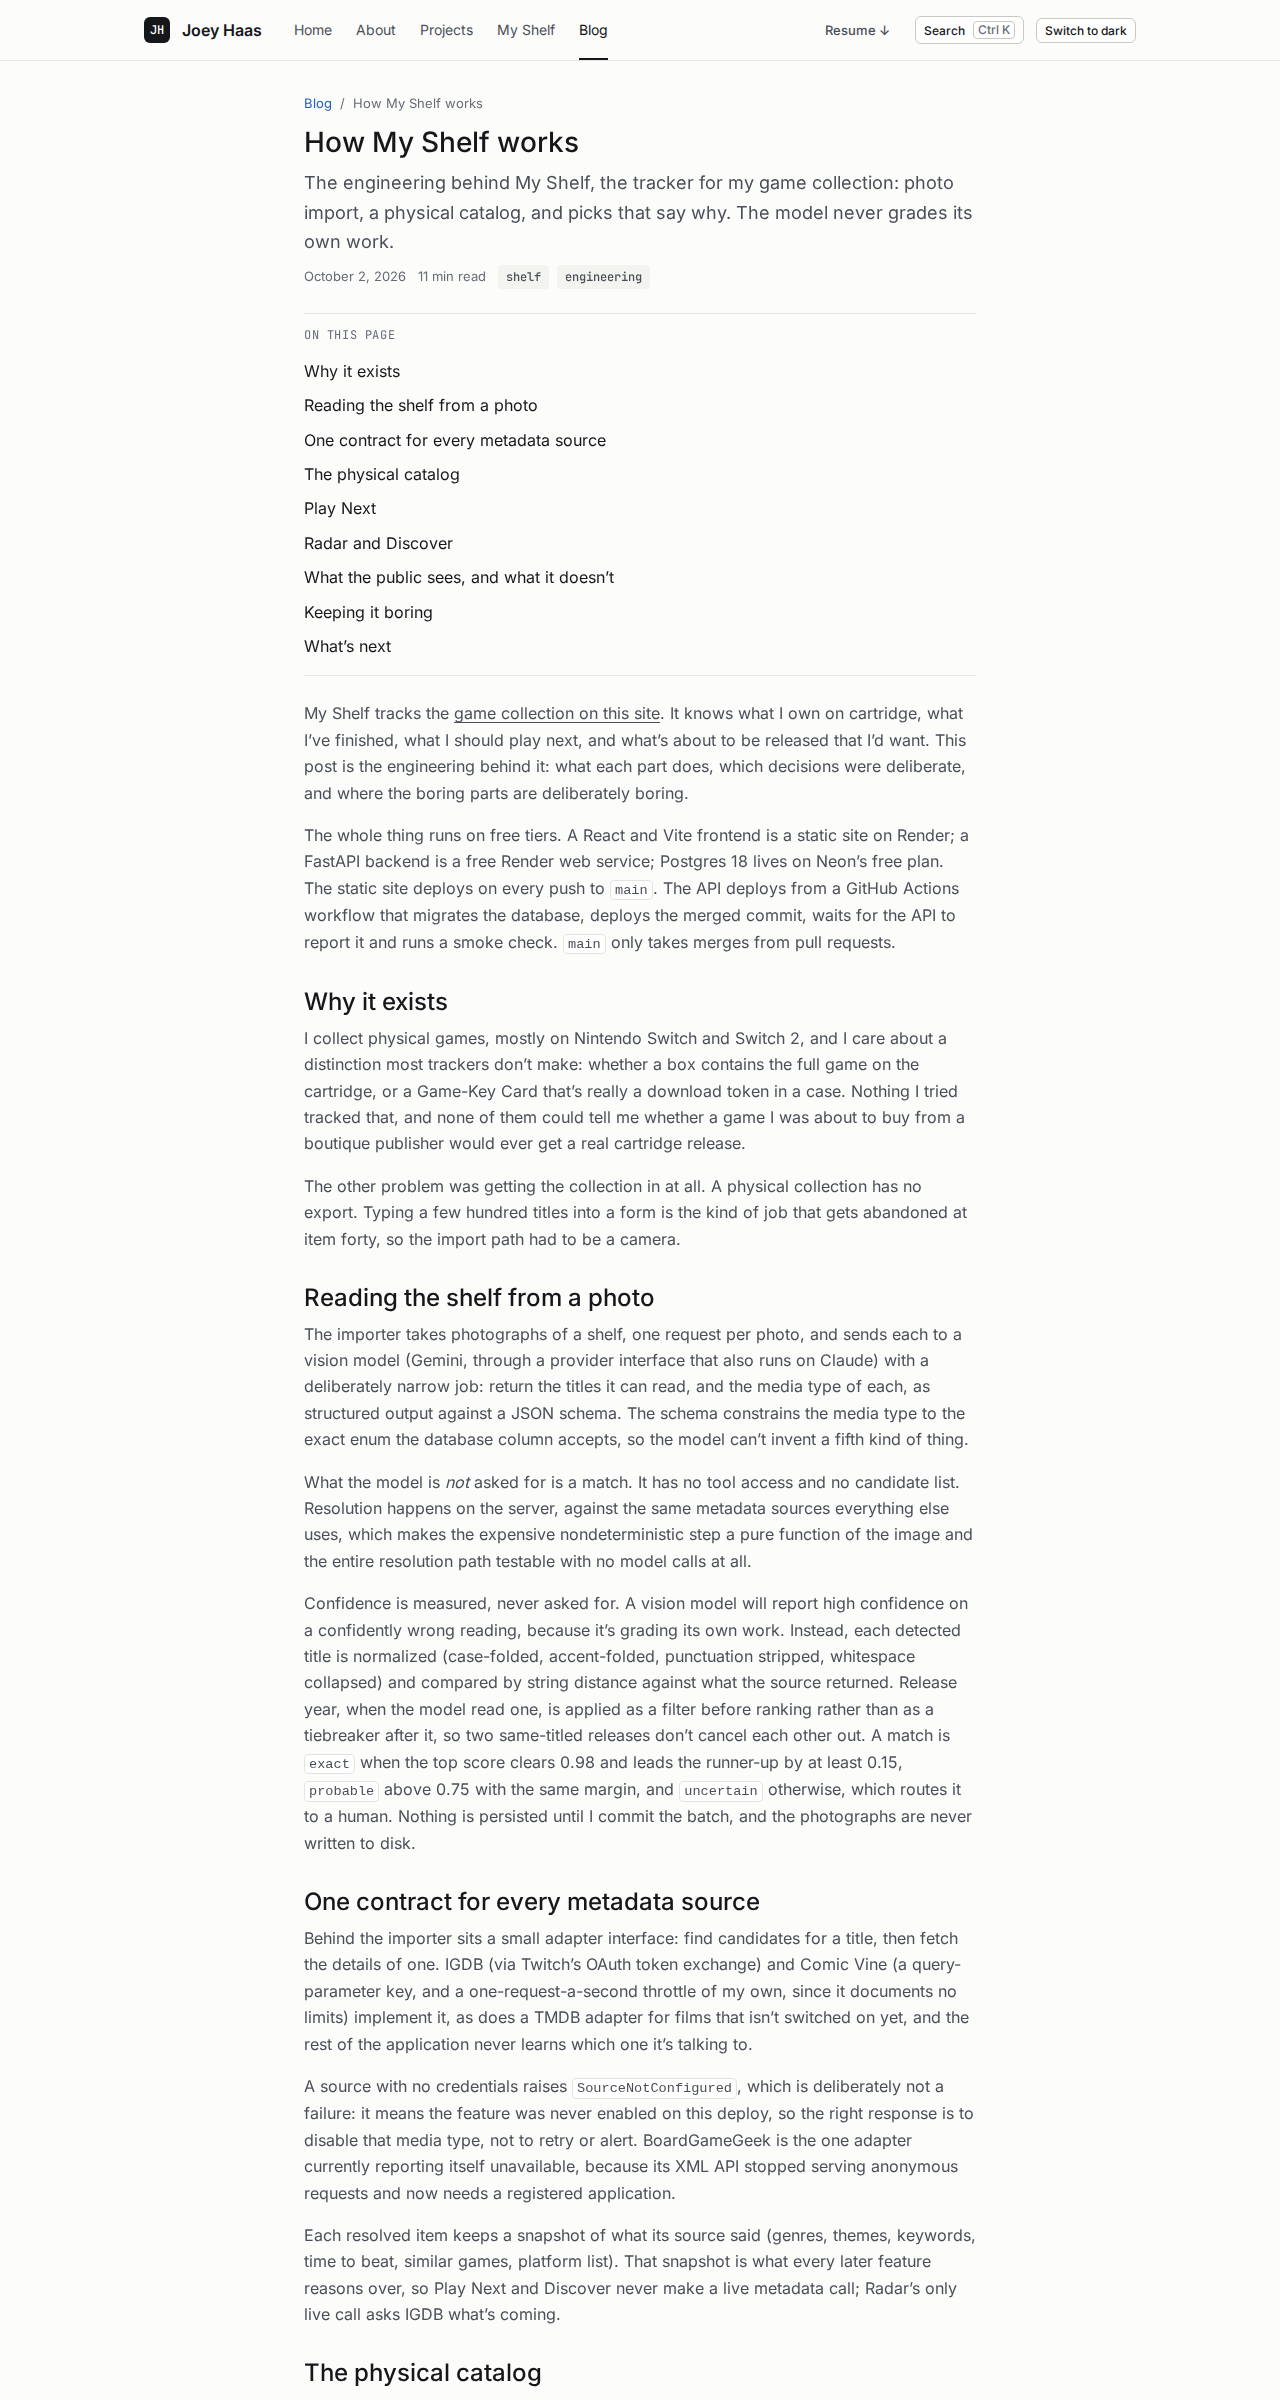 JH Joey Haas Home About Projects My Shelf Blog Resume ↓ Search Ctrl K Switch to dark
Blog / How My Shelf works
How My Shelf works
The engineering behind My Shelf, the tracker for my game collection: photo
import, a physical catalog, and picks that say why. The model never grades its
own work.
October 2, 2026 11 min read shelf engineering
ON THIS PAGE
Why it exists
Reading the shelf from a photo
One contract for every metadata source
The physical catalog
Play Next
Radar and Discover
What the public sees, and what it doesn’t
Keeping it boring
What’s next
My Shelf tracks the game collection on this site. It knows what I own on cartridge, what
I’ve finished, what I should play next, and what’s about to be released that I’d want. This
post is the engineering behind it: what each part does, which decisions were deliberate,
and where the boring parts are deliberately boring.
The whole thing runs on free tiers. A React and Vite frontend is a static site on Render; a
FastAPI backend is a free Render web service; Postgres 18 lives on Neon’s free plan.
The static site deploys on every push to main. The API deploys from a GitHub Actions
workflow that migrates the database, deploys the merged commit, waits for the API to
report it and runs a smoke check. main only takes merges from pull requests.
Why it exists
I collect physical games, mostly on Nintendo Switch and Switch 2, and I care about a
distinction most trackers don’t make: whether a box contains the full game on the
cartridge, or a Game-Key Card that’s really a download token in a case. Nothing I tried
tracked that, and none of them could tell me whether a game I was about to buy from a
boutique publisher would ever get a real cartridge release.
The other problem was getting the collection in at all. A physical collection has no
export. Typing a few hundred titles into a form is the kind of job that gets abandoned at
item forty, so the import path had to be a camera.
Reading the shelf from a photo
The importer takes photographs of a shelf, one request per photo, and sends each to a
vision model (Gemini, through a provider interface that also runs on Claude) with a
deliberately narrow job: return the titles it can read, and the media type of each, as
structured output against a JSON schema. The schema constrains the media type to the
exact enum the database column accepts, so the model can’t invent a fifth kind of thing.
What the model is not asked for is a match. It has no tool access and no candidate list.
Resolution happens on the server, against the same metadata sources everything else
uses, which makes the expensive nondeterministic step a pure function of the image and
the entire resolution path testable with no model calls at all.
Confidence is measured, never asked for. A vision model will report high confidence on
a confidently wrong reading, because it’s grading its own work. Instead, each detected
title is normalized (case-folded, accent-folded, punctuation stripped, whitespace
collapsed) and compared by string distance against what the source returned. Release
year, when the model read one, is applied as a filter before ranking rather than as a
tiebreaker after it, so two same-titled releases don’t cancel each other out. A match is
exact when the top score clears 0.98 and leads the runner-up by at least 0.15,
probable above 0.75 with the same margin, and uncertain otherwise, which routes it
to a human. Nothing is persisted until I commit the batch, and the photographs are never
written to disk.
One contract for every metadata source
Behind the importer sits a small adapter interface: find candidates for a title, then fetch
the details of one. IGDB (via Twitch’s OAuth token exchange) and Comic Vine (a query-
parameter key, and a one-request-a-second throttle of my own, since it documents no
limits) implement it, as does a TMDB adapter for films that isn’t switched on yet, and the
rest of the application never learns which one it’s talking to.
A source with no credentials raises SourceNotConfigured, which is deliberately not a
failure: it means the feature was never enabled on this deploy, so the right response is to
disable that media type, not to retry or alert. BoardGameGeek is the one adapter
currently reporting itself unavailable, because its XML API stopped serving anonymous
requests and now needs a registered application.
Each resolved item keeps a snapshot of what its source said (genres, themes, keywords,
time to beat, similar games, platform list). That snapshot is what every later feature
reasons over, so Play Next and Discover never make a live metadata call; Radar’s only
live call asks IGDB what’s coming.
The physical catalog